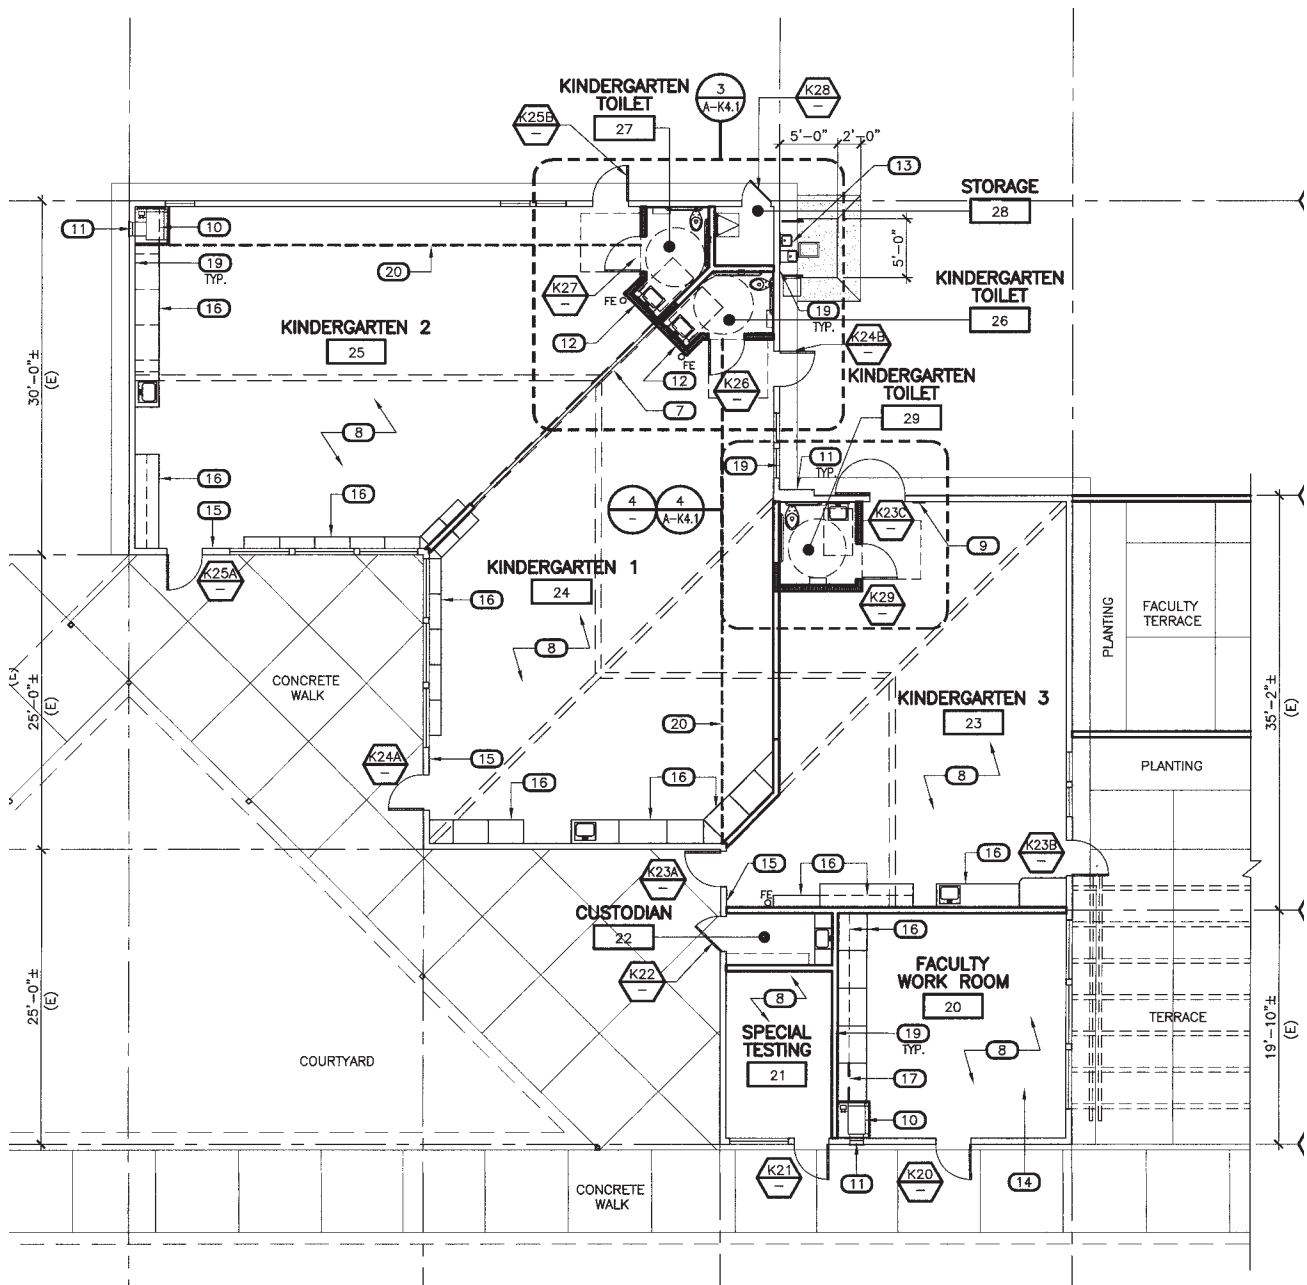 KINDERGARTEN
TOILET
27
3
A-K4.1
K28
–
K25B
–
5'-0"
2'-0"
13
STORAGE
28
11
10
19
TYP.
20
16
K27
–
FE
5'-0"
KINDERGARTEN
TOILET
26
19
TYP.
KINDERGARTEN 2
25
12
12
FE
K24B
–
K26
–
7
KINDERGARTEN
TOILET
29
30'-0"±
(E)
8
16
16
15
19
11
TYP.
4
–
4
A-K4.1
K23C
–
9
K25A
–
KINDERGARTEN 1
24
16
8
K29
–
PLANTING
FACULTY
TERRACE
CONCRETE
WALK
(E)
25'-0"±
(E)
KINDERGARTEN 3
23
35'-2"±
(E)
20
15
K24A
–
16
16
8
PLANTING
K23A
–
15
16
16
K23B
–
FE
CUSTODIAN
22
16
K22
–
FACULTY
WORK ROOM
20
8
25'-0"±
(E)
SPECIAL
TESTING
21
19
TYP.
8
TERRACE
19'-10"±
(E)
COURTYARD
17
10
K21
–
11
K20
–
14
CONCRETE
WALK